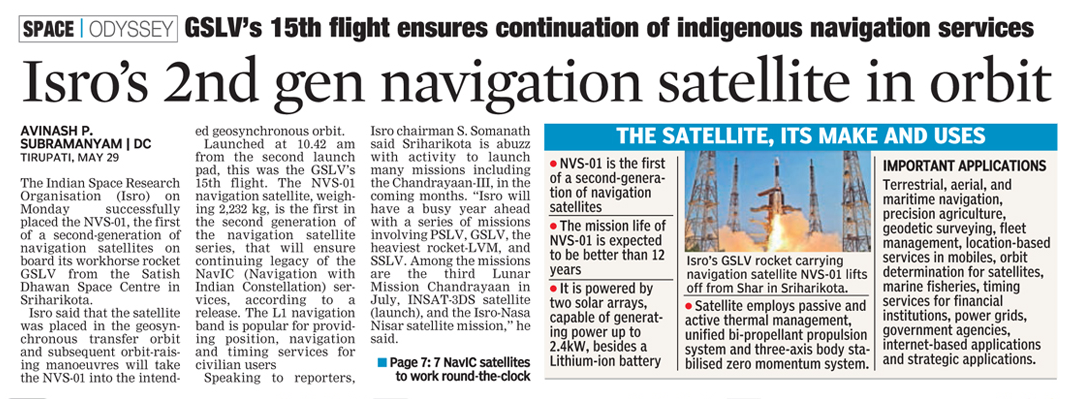 SPACE | ODYSSEY GSLV's 15th flight ensures continuation of indigenous navigation services
Isro's 2nd gen navigation satellite in orbit
AVINASH P.
SUBRAMANYAM | DC
TIRUPATI, MAY 29
The Indian Space Research
Organisation (Isro) on
Monday successfully
placed the NVS-01, the first
of a second-generation of
navigation satellites on
board its workhorse rocket
GSLV from the Satish
Dhawan Space Centre in
Sriharikota.
Isro said that the satellite
was placed in the geosyn-
chronous transfer orbit
and subsequent orbit-rais-
ing manoeuvres will take
the NVS-01 into the intend-
ed geosynchronous orbit.
Launched at 10.42 am
from the second launch
pad, this was the GSLV's
15th flight. The NVS-01
navigation satellite, weigh-
ing 2,232 kg, is the first in
the second generation of
the navigation satellite
series, that will ensure
continuing legacy of the
NavIC (Navigation with
Indian Constellation) ser-
vices, according to a
release. The L1 navigation
band is popular for provid-
ing position, navigation
and timing services for
civilian users
Speaking to reporters,
Isro chairman S. Somanath
said Sriharikota is abuzz
with activity to launch
many missions including
the Chandrayaan-III, in the
coming months. “Isro will
have a busy year ahead
with a series of missions
involving PSLV, GSLV, the
heaviest rocket-LVM, and
SSLV. Among the missions
are the third Lunar
Mission Chandrayaan in
July, INSAT-3DS satellite
(launch), and the Isro-Nasa
Nisar satellite mission,” he
said.
Page 7: 7 NavIC satellites
to work round-the-clock
THE SATELLITE, ITS MAKE AND USES
• NVS-01 is the first
of a second-genera-
tion of navigation
satellites
• The mission life of
NVS-01 is expected
to be better than 12
years
• It is powered by
two solar arrays,
capable of generat-
ing power up to
2.4kW, besides a
Lithium-ion battery
Isro's GSLV rocket carrying
navigation satellite NVS-01 lifts
off from Shar in Sriharikota.
• Satellite employs passive and
active thermal management,
unified bi-propellant propulsion
system and three-axis body sta-
bilised zero momentum system.
IMPORTANT APPLICATIONS
Terrestrial, aerial, and
maritime navigation,
precision agriculture,
geodetic surveying, fleet
management, location-based
services in mobiles, orbit
determination for satellites,
marine fisheries, timing
services for financial
institutions, power grids,
government agencies,
internet-based applications
and strategic applications.